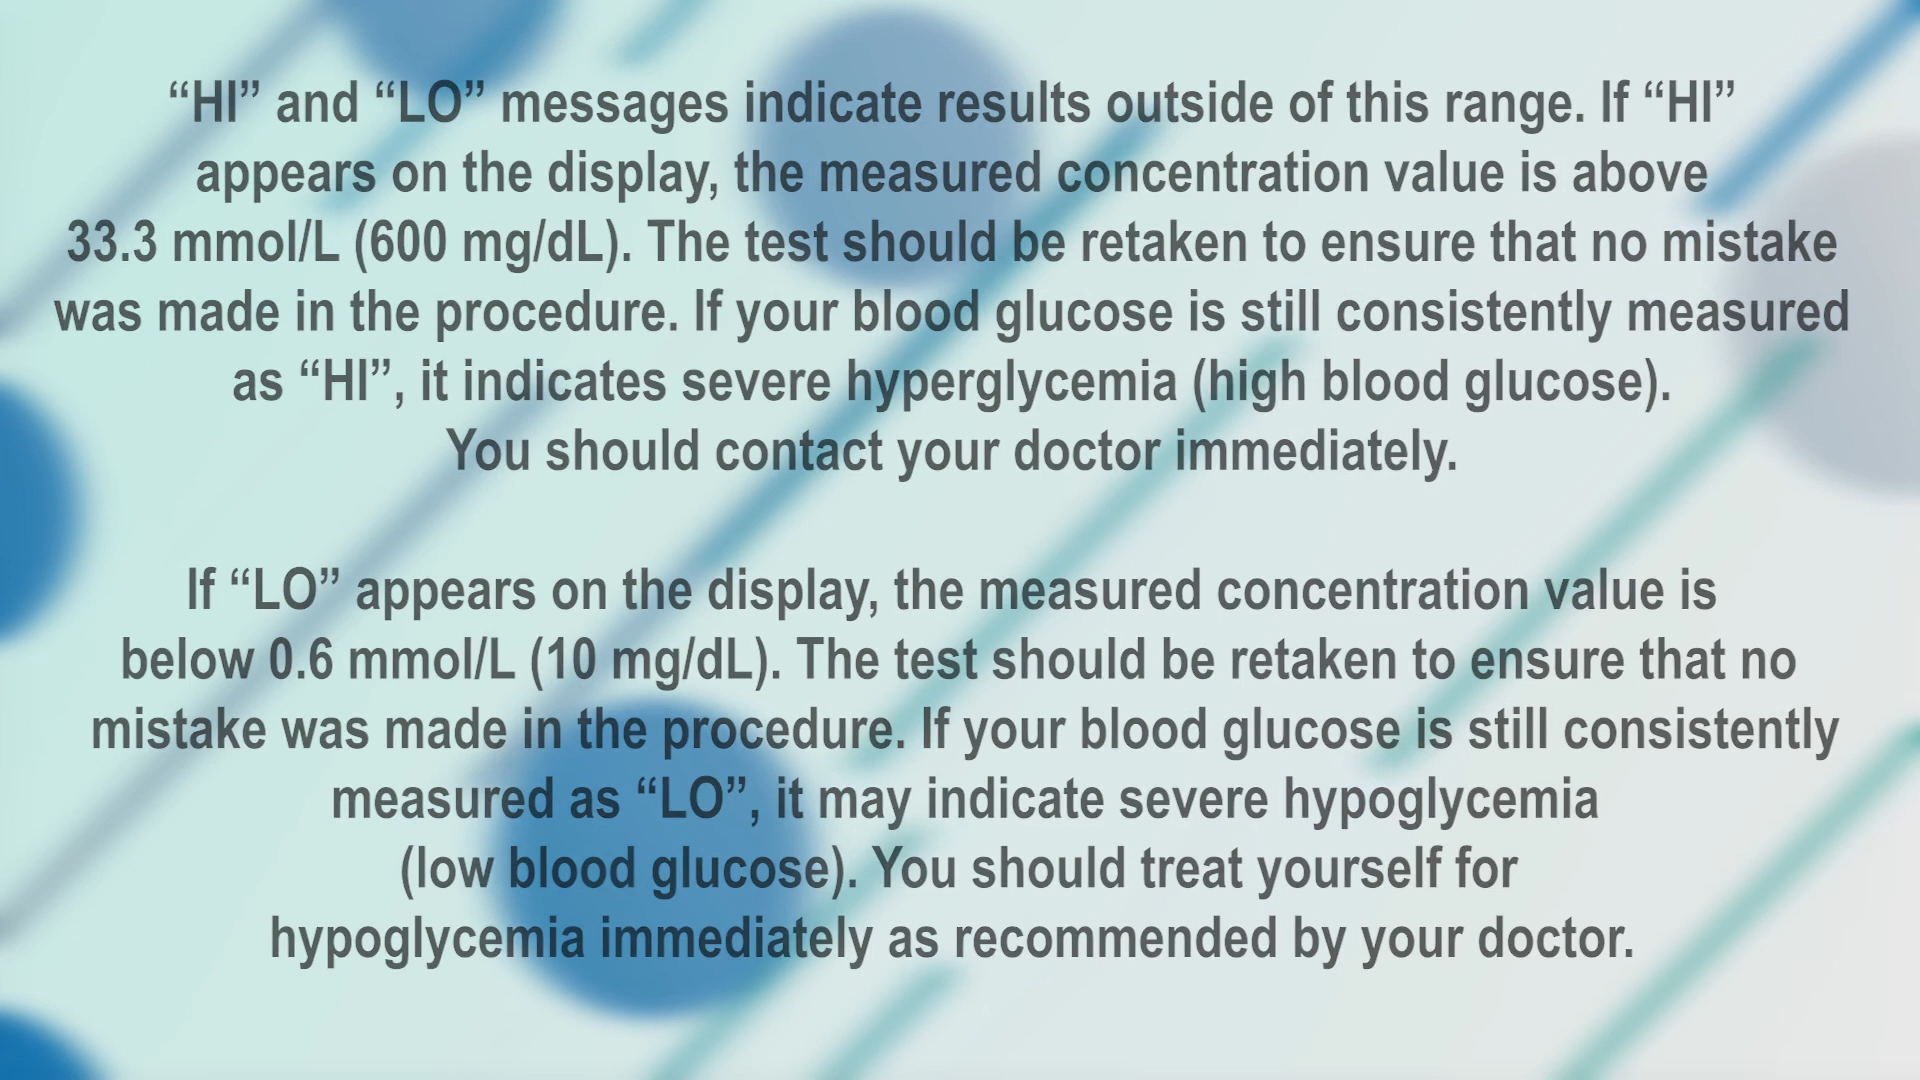 “HI” and “LO” messages indicate results outside of this range. If “HI”
appears on the display, the measured concentration value is above
33.3 mmol/L (600 mg/dL). The test should be retaken to ensure that no mistake
was made in the procedure. If your blood glucose is still consistently measured
as “HI”, it indicates severe hyperglycemia (high blood glucose).
You should contact your doctor immediately.
If “LO” appears on the display, the measured concentration value is
below 0.6 mmol/L (10 mg/dL). The test should be retaken to ensure that no
mistake was made in the procedure. If your blood glucose is still consistently
measured as “LO”, it may indicate severe hypoglycemia
(low blood glucose). You should treat yourself for
hypoglycemia immediately as recommended by your doctor.